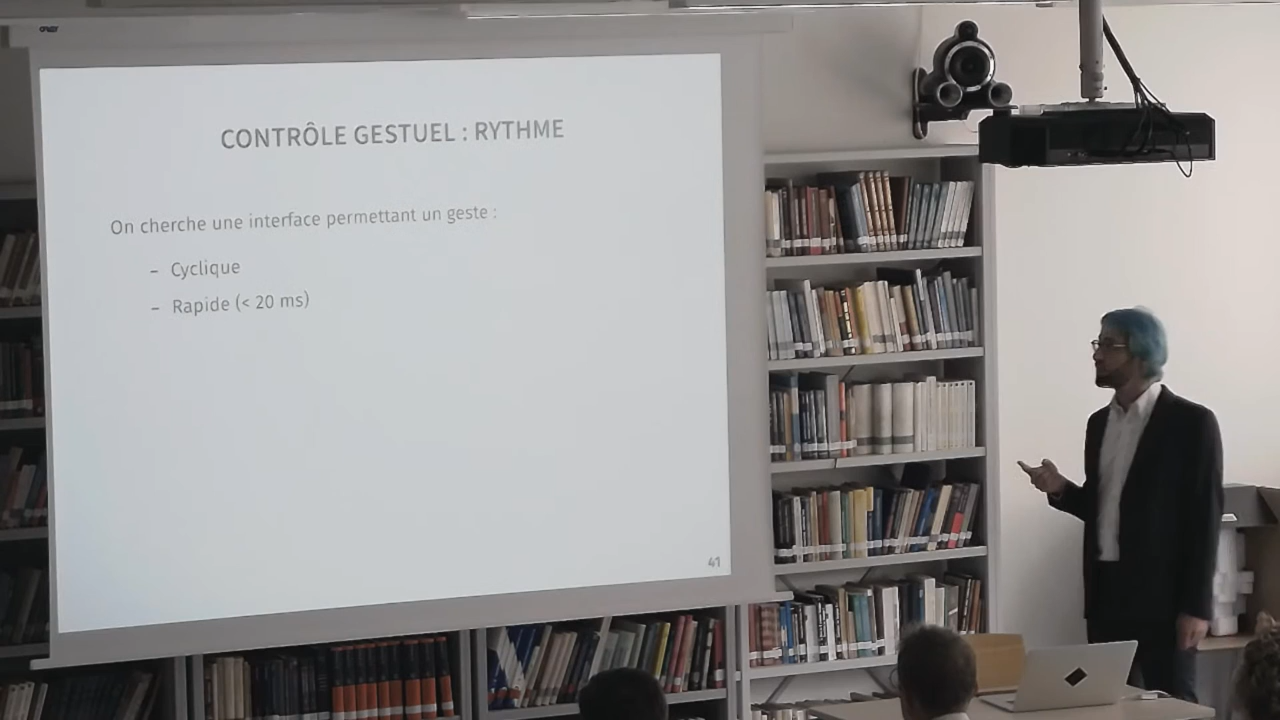 CONTRÔLE GESTUEL : RYTHME
On cherche une interface permettant un geste :
– Cyclique
– Rapide (< 20 ms)
41